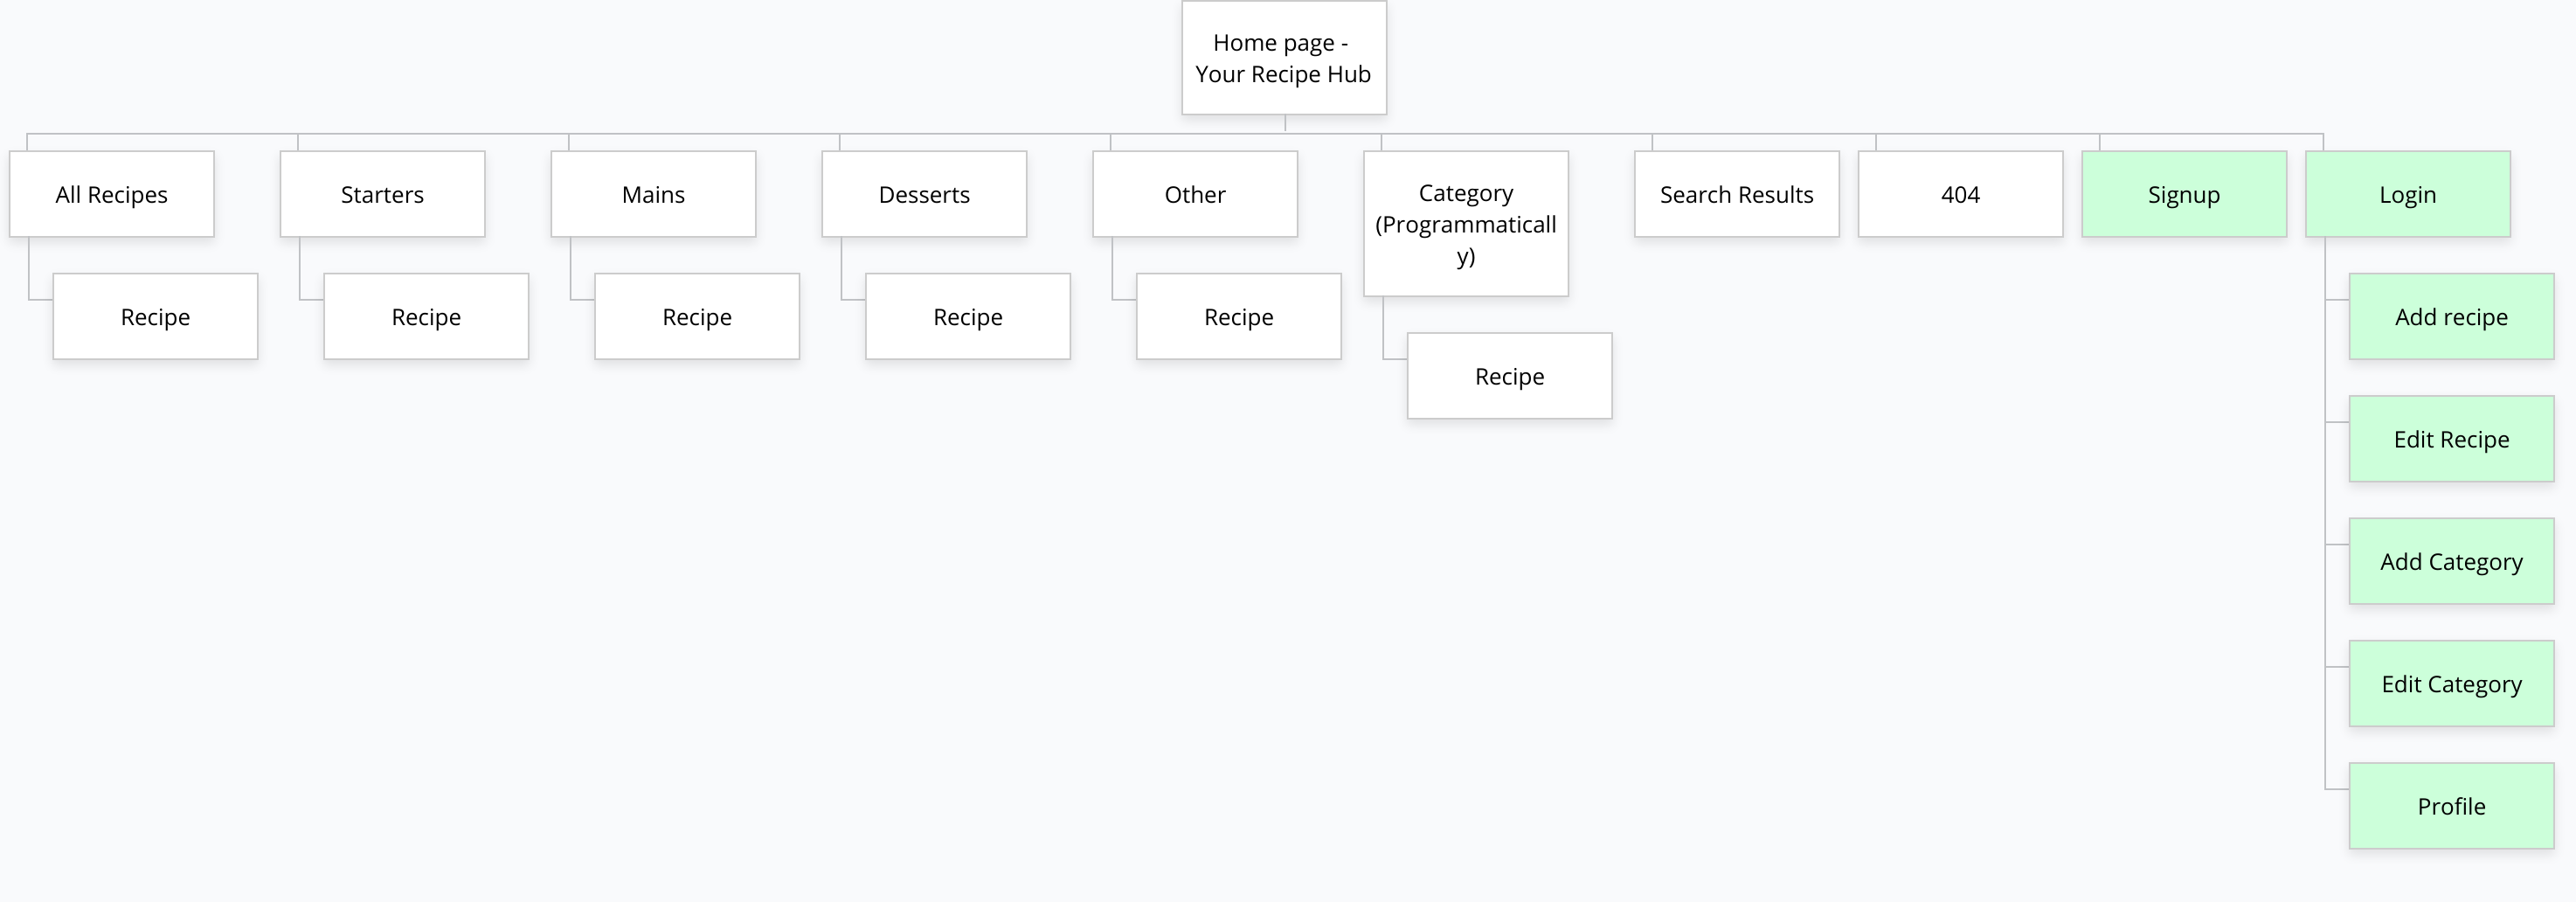 Home page -
Your Recipe Hub
All Recipes
Starters
Mains
Desserts
Other
Category
(Programmaticall
y)
Search Results
404
Signup
Login
Recipe
Recipe
Recipe
Recipe
Recipe
Recipe
Add recipe
Edit Recipe
Add Category
Edit Category
Profile